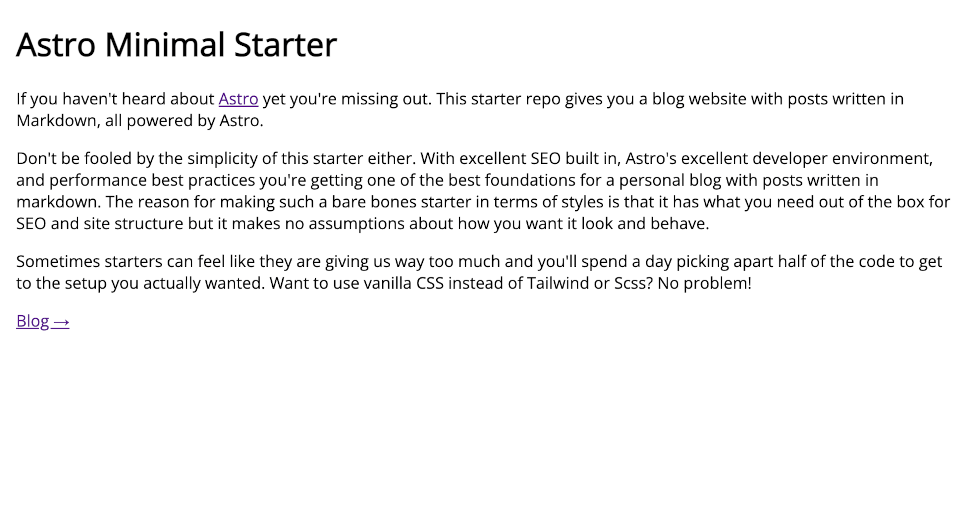 Astro Minimal Starter
If you haven't heard about Astro yet you're missing out. This starter repo gives you a blog website with posts written in
Markdown, all powered by Astro.
Don't be fooled by the simplicity of this starter either. With excellent SEO built in, Astro's excellent developer environment,
and performance best practices you're getting one of the best foundations for a personal blog with posts written in
markdown. The reason for making such a bare bones starter in terms of styles is that it has what you need out of the box for
SEO and site structure but it makes no assumptions about how you want it look and behave.
Sometimes starters can feel like they are giving us way too much and you'll spend a day picking apart half of the code to get
to the setup you actually wanted. Want to use vanilla CSS instead of Tailwind or Scss? No problem!
Blog →